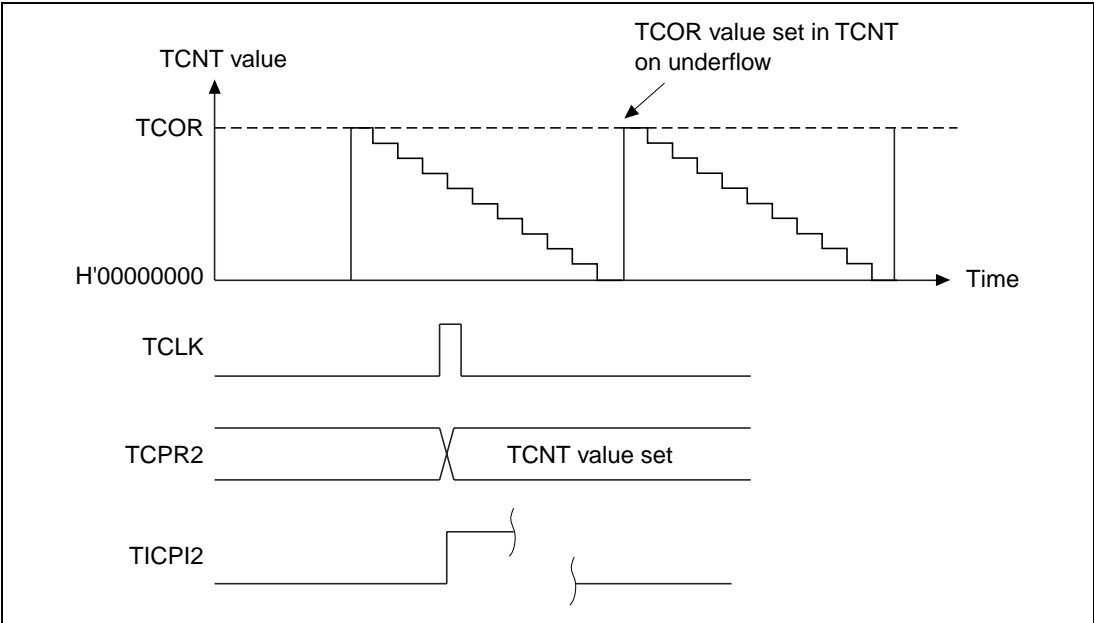 TCOR value set in TCNT
on underflow
TCNT value
TCOR
H'00000000
Time
TCLK
TCPR2
TCNT value set
TICPI2